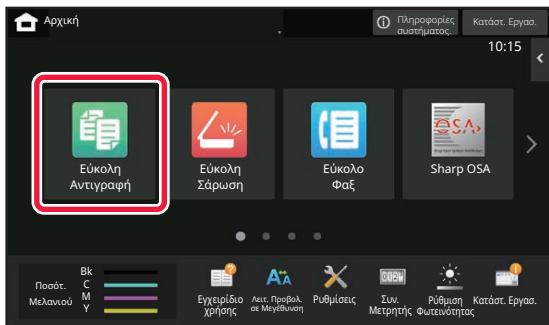 Αρχική
Πληροφορίες
συστήματος.
Κατάστ. Εργασ.
10:15
Εύκολη
Αντιγραφή
Εύκολη
Σάρωση
Εύκολο
Φαξ
OSA
Sharp OSA
Ποσότ.
Μελανιού
Bk
C
M
Y
Εγχειρίδιο
χρήσης
Λειτ. Προβολ.
σε Μεγέθυνση
Ρυθμίσεις
Συν.
Μετρητής
Ρύθμιση
Φωτεινότητας
Κατάστ. Εργασ.